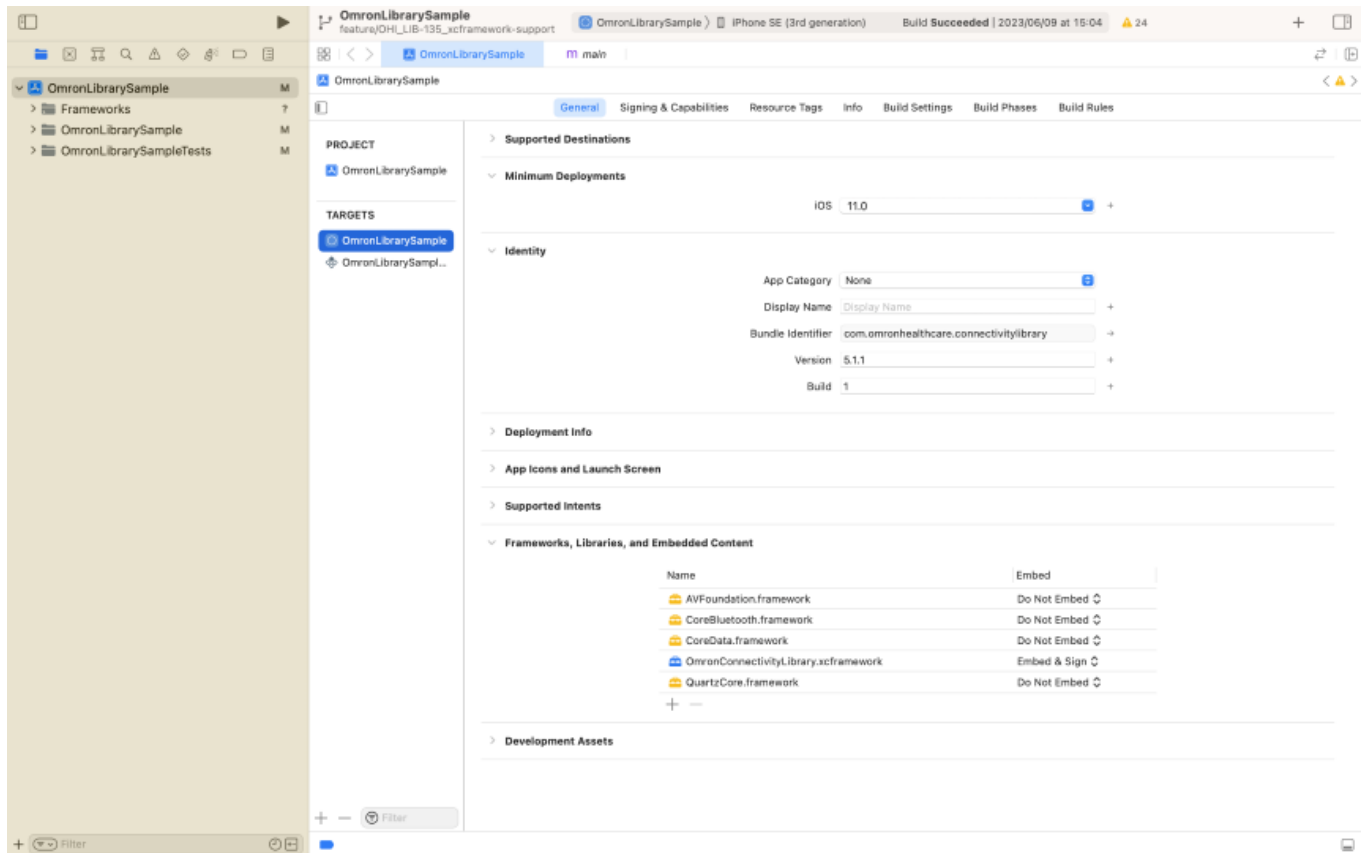 OmronLibrarySample
feature/DHI_LIB-135_xcframework-support
OmronLibrarySample
iPhone SE (3rd generation)
Build Succeeded | 2023/06/09 at 15:04
24
OmronLibrarySample
main
OmronLibrarySample M
Frameworks ?
OmronLibrarySample M
OmronLibrarySampleTests M
OmronLibrarySample
General
Signing & Capabilities
Resource Tags
Info
Build Settings
Build Phases
Build Rules
PROJECT
OmronLibrarySample
TARGETS
OmronLibrarySample
OmronLibrarySampl...
Supported Destinations
Minimum Deployments
iOS 11.0
Identity
App Category None
Display Name Display Name
Bundle Identifier com.omronhealthcare.connectivitylibrary
Version 5.1.1
Build 1
Deployment Info
App Icons and Launch Screen
Supported Intents
Frameworks, Libraries, and Embedded Content
Name Embed
AVFoundation.framework Do Not Embed
CoreBluetooth.framework Do Not Embed
CoreData.framework Do Not Embed
OmronConnectivityLibrary.xcframework Embed & Sign
QuartzCore.framework Do Not Embed
Development Assets
Filter
Filter